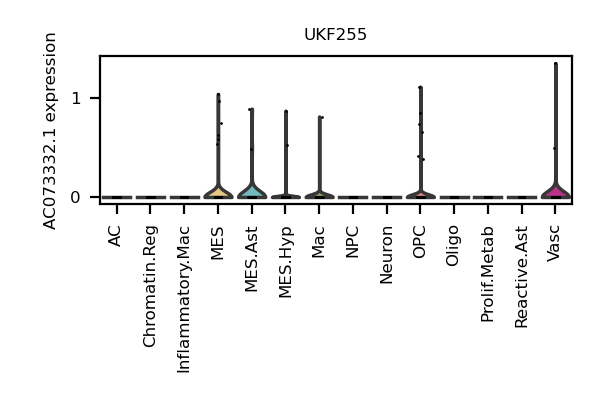 UKF255
AC073332.1 expression
1
0
AC
Chromatin.Reg
Inflammatory.Mac
MES
MES.Ast
MES.Hyp
Mac
NPC
Neuron
OPC
Oligo
Prolif.Metab
Reactive.Ast
Vasc